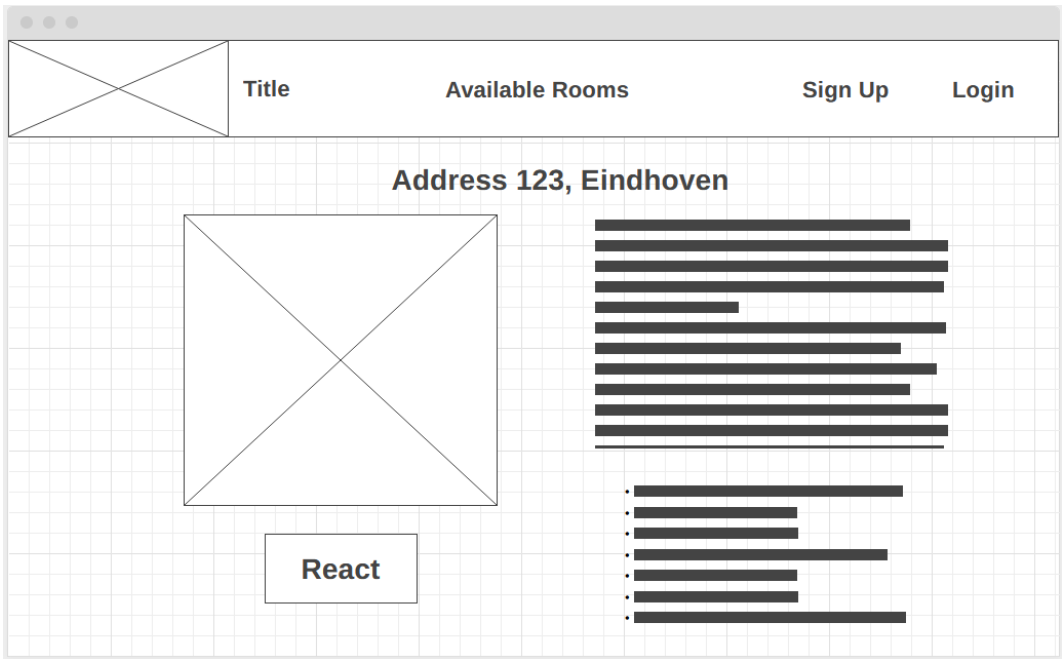 Title
Available Rooms
Sign Up
Login
Address 123, Eindhoven
React